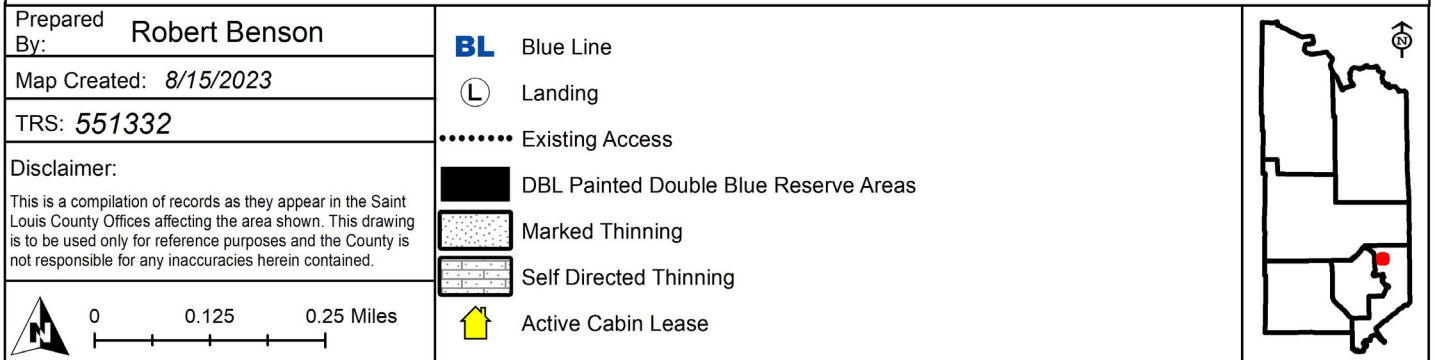 Prepared
By: Robert Benson
Map Created: 8/15/2023
TRS: 551332
Disclaimer:
This is a compilation of records as they appear in the Saint
Louis County Offices affecting the area shown. This drawing
is to be used only for reference purposes and the County is
not responsible for any inaccuracies herein contained.
N
0 0.125 0.25 Miles
BL Blue Line
L Landing
Existing Access
DBL Painted Double Blue Reserve Areas
Marked Thinning
Self Directed Thinning
Active Cabin Lease
N